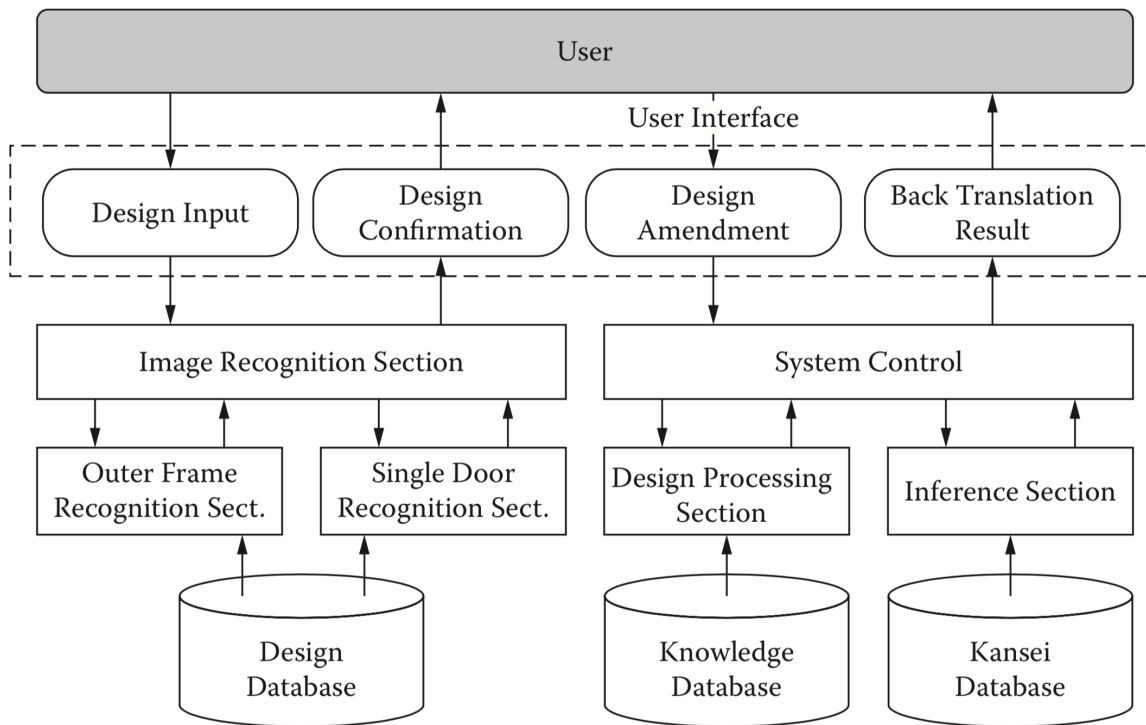 User
User Interface
Design Input
Design
Confirmation
Design
Amendment
Back Translation
Result
Image Recognition Section
System Control
Outer Frame
Recognition Sect.
Single Door
Recognition Sect.
Design Processing
Section
Inference Section
Design
Database
Knowledge
Database
Kansei
Database